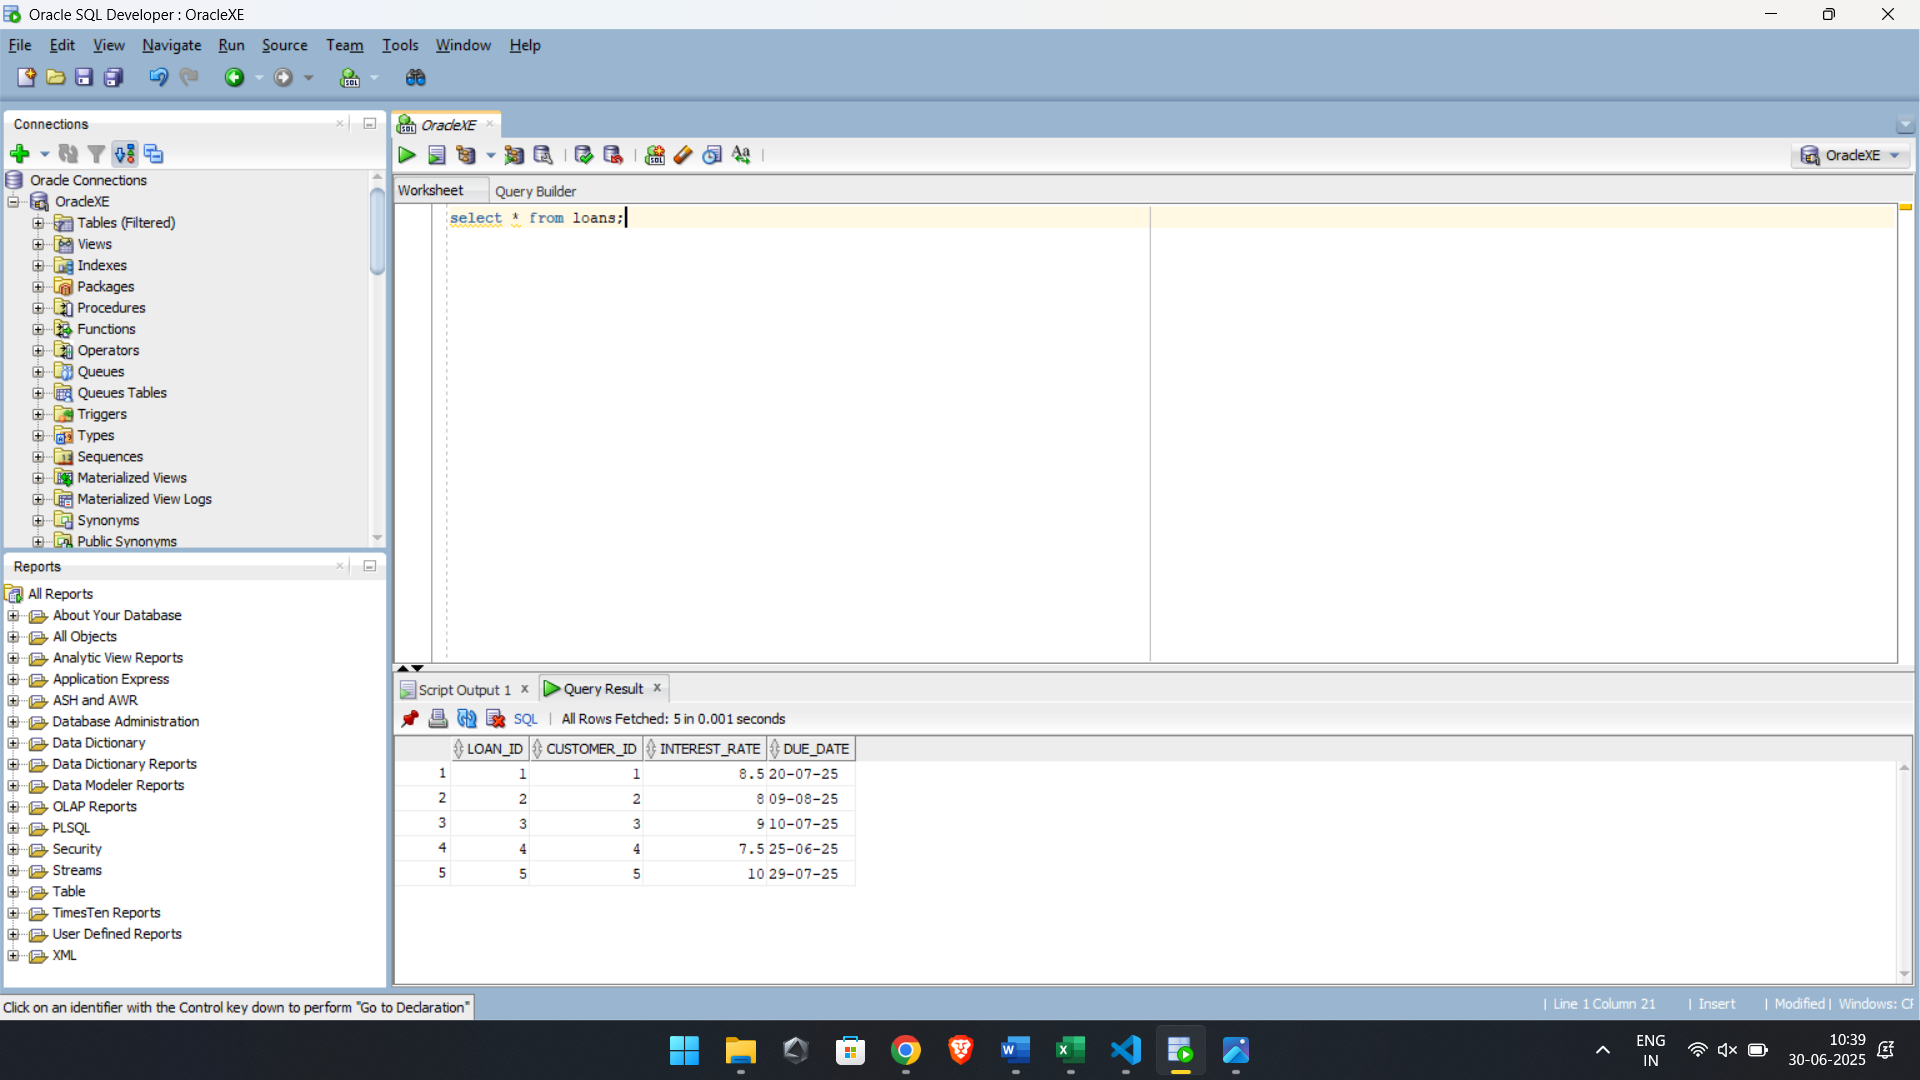 Oracle SQL Developer : OracleXE
File Edit View Navigate Run Source Team Tools Window Help
Connections
Oracle Connections
OracleXE
Tables (Filtered)
Views
Indexes
Packages
Procedures
Functions
Operators
Queues
Queues Tables
Triggers
Types
Sequences
Materialized Views
Materialized View Logs
Synonyms
Public Synonyms
Reports
All Reports
About Your Database
All Objects
Analytic View Reports
Application Express
ASH and AWR
Database Administration
Data Dictionary
Data Dictionary Reports
Data Modeler Reports
OLAP Reports
PLSQL
Security
Streams
Table
TimesTen Reports
User Defined Reports
XML
OracleXE
OracleXE
Worksheet Query Builder
select * from loans;
Script Output 1 Query Result
SQL | All Rows Fetched: 5 in 0.001 seconds
LOAN_ID CUSTOMER_ID INTEREST_RATE DUE_DATE
1 1 1 8.5 20-07-25
2 2 2 8 09-08-25
3 3 3 9 10-07-25
4 4 4 7.5 25-06-25
5 5 5 10 29-07-25
Click on an identifier with the Control key down to perform "Go to Declaration"
| Line 1 Column 21 | Insert | Modified | Windows: CF
ENG
IN
10:39
30-06-2025